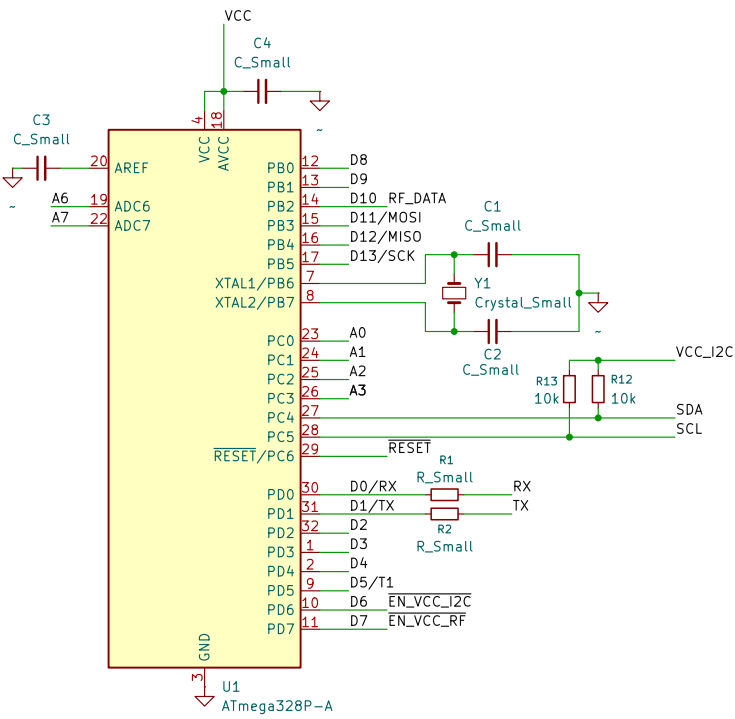 VCC
C4
C_Small
~
C3
C_Small
~
4
VCC
18
AVCC
20
AREF
A6
19
ADC6
A7
22
ADC7
PB0
12
D8
PB1
13
D9
PB2
14
D10
RF_DATA
PB3
15
D11/MOSI
PB4
16
D12/MISO
PB5
17
D13/SCK
XTAL1/PB6
7
XTAL2/PB7
8
C1
C_Small
Y1
Crystal_Small
C2
C_Small
~
PC0
23
A0
PC1
24
A1
PC2
25
A2
PC3
26
A3
PC4
27
PC5
28
RESET/PC6
29
RESET
VCC_I2C
R13
10k
R12
10k
SDA
SCL
PD0
30
D0/RX
R1
R_Small
RX
PD1
31
D1/TX
R2
R_Small
TX
PD2
32
D2
PD3
1
D3
PD4
2
D4
PD5
9
D5/T1
PD6
10
D6
EN_VCC_I2C
PD7
11
D7
EN_VCC_RF
GND
3
U1
ATmega328P-A